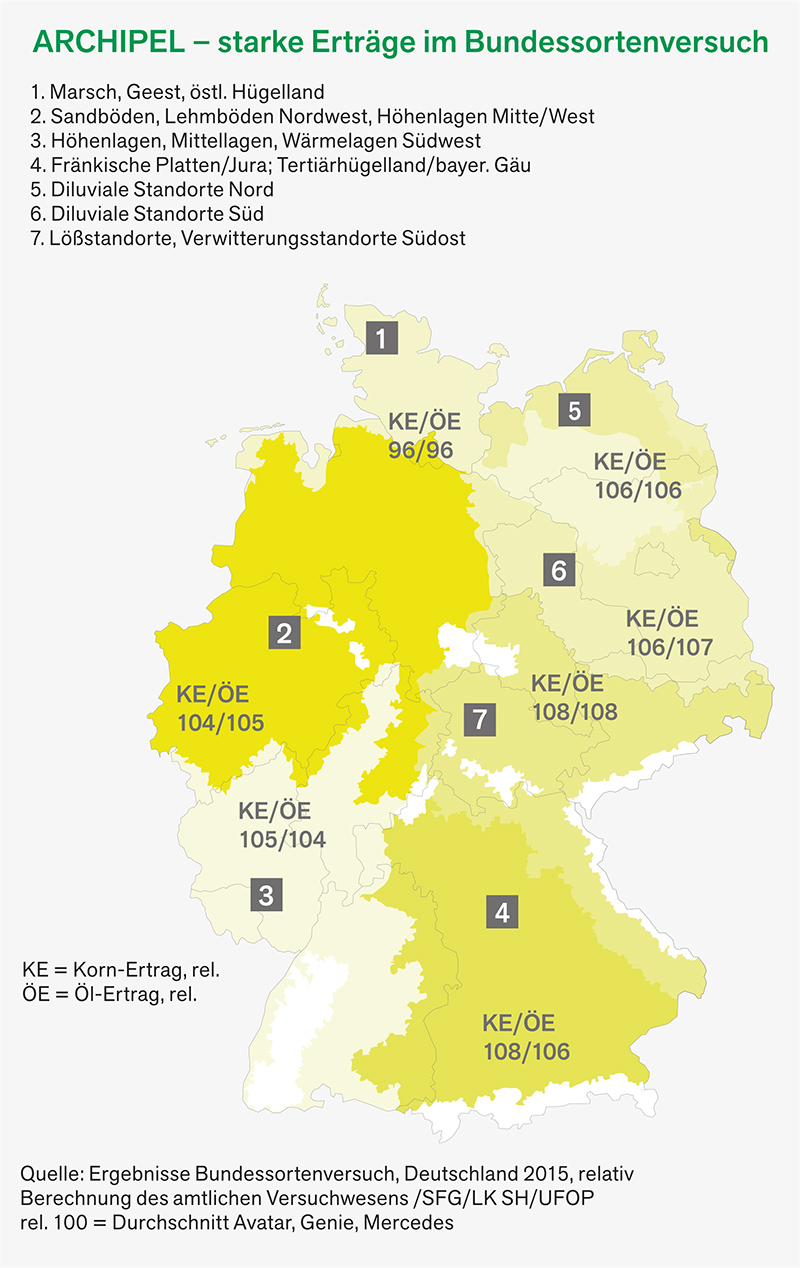 ARCHIPEL – starke Erträge im Bundessortenversuch
1. Marsch, Geest, östl. Hügelland
2. Sandböden, Lehmböden Nordwest, Höhenlagen Mitte/West
3. Höhenlagen, Mittellagen, Wärmelagen Südwest
4. Fränkische Platten/Jura; Tertiärhügelland/bayer. Gäu
5. Diluviale Standorte Nord
6. Diluviale Standorte Süd
7. Lößstandorte, Verwitterungsstandorte Südost
1
KE/ÖE
96/96
5
KE/ÖE
106/106
6
KE/ÖE
106/107
2
KE/ÖE
104/105
KE/ÖE
108/108
7
KE/ÖE
105/104
3
4
KE = Korn-Ertrag, rel.
ÖE = Öl-Ertrag, rel.
KE/ÖE
108/106
Quelle: Ergebnisse Bundessortenversuch, Deutschland 2015, relativ
Berechnung des amtlichen Versuchwesens /SFG/LK SH/UFOP
rel. 100 = Durchschnitt Avatar, Genie, Mercedes